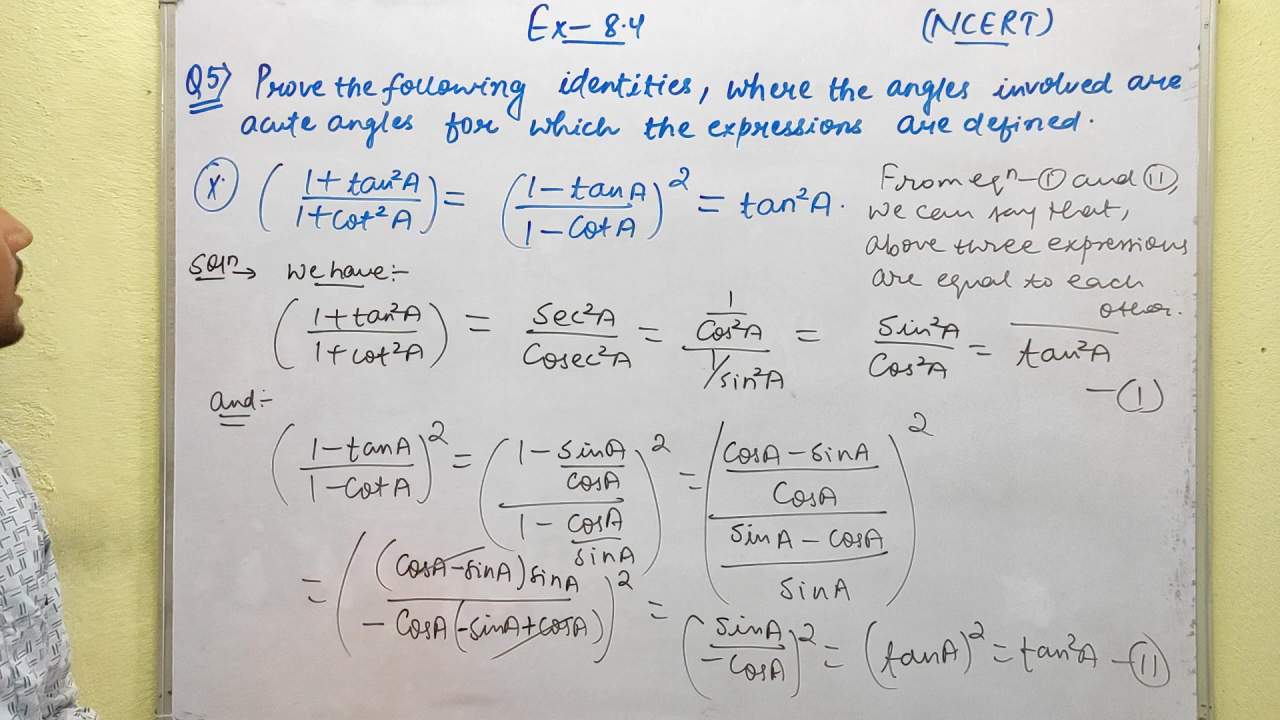 Ex-8.4 (NCERT)
Q5) Prove the following identities, where the angles involved are
acute angles for which the expressions are defined.
(x) ((1+tan²A)/(1+cot²A)) = ((1-tanA)/(1-cotA))² = tan²A.
From eqⁿ-(I) and (II),
we can say that,
above three expressions
are equal to each
other.
Solⁿ→ We have:-
((1+tan²A)/(1+cot²A)) = Sec²A/Cosec²A = (1/Cos²A)/(1/sin²A) = Sin²A/Cos²A = tan²A -(I)
And:-
((1-tanA)/(1-cotA))² = ((1-sinA/cosA)/(1-cosA/sinA))² = ((CosA-sinA)/CosA/(SinA-cosA)/SinA)²
= ((CosA-sinA)sinA/-CosA(-sinA+cosA))² = (SinA/-cosA)² = (tanA)² = tan²A -(II)